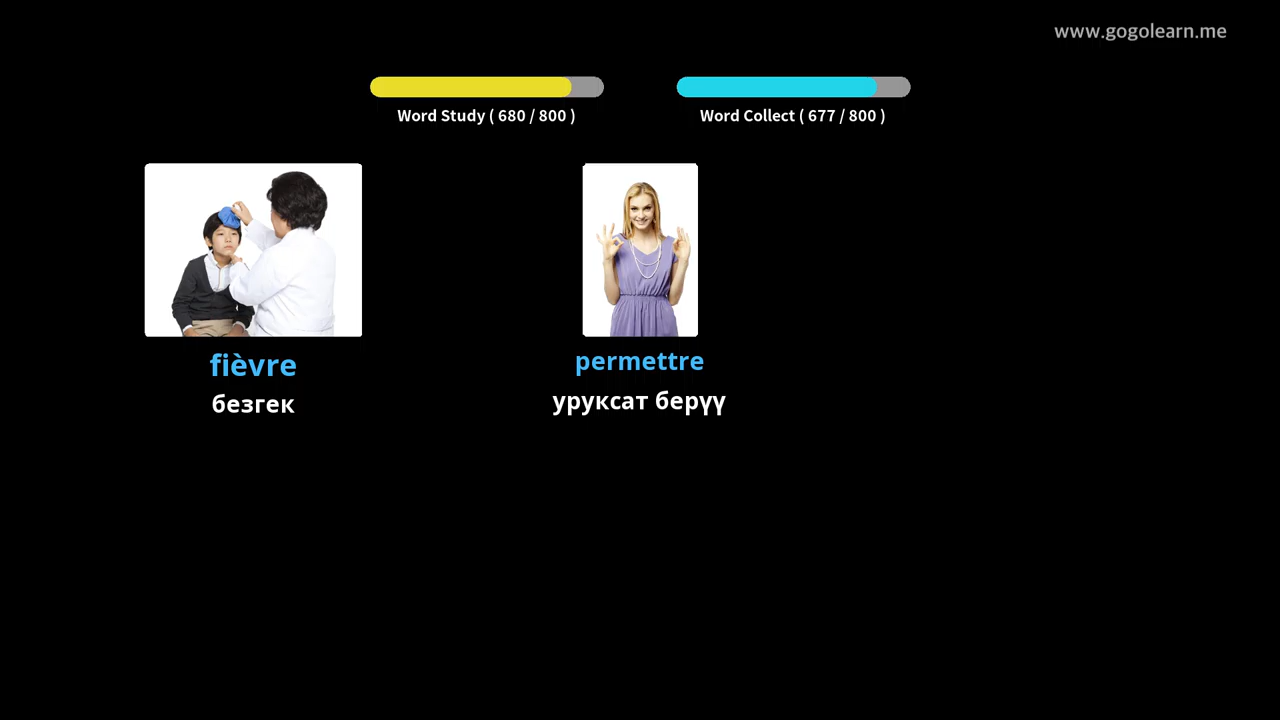 www.gogolearn.me
Word Study ( 680 / 800 )
Word Collect ( 677 / 800 )
fièvre
безгек
permettre
уруксат берүү